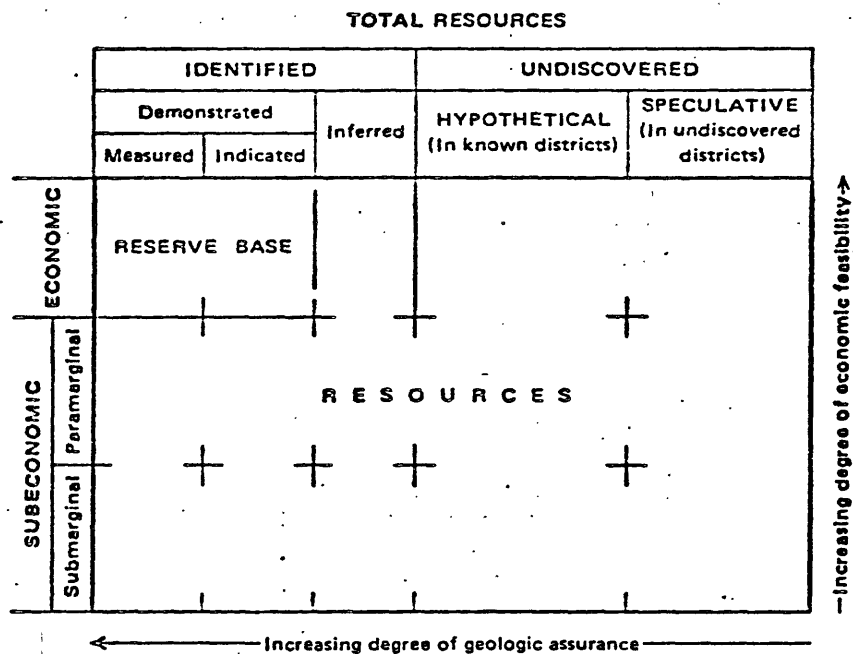 TOTAL RESOURCES
IDENTIFIED
UNDISCOVERED
Demonstrated
Inferred
HYPOTHETICAL
(In known districts)
SPECULATIVE
(In undiscovered
districts)
Measured
Indicated
ECONOMIC
RESERVE BASE
SUBECONOMIC
Paramarginal
RESOURCES
Submarginal
Increasing degree of economic feasibility
Increasing degree of geologic assurance